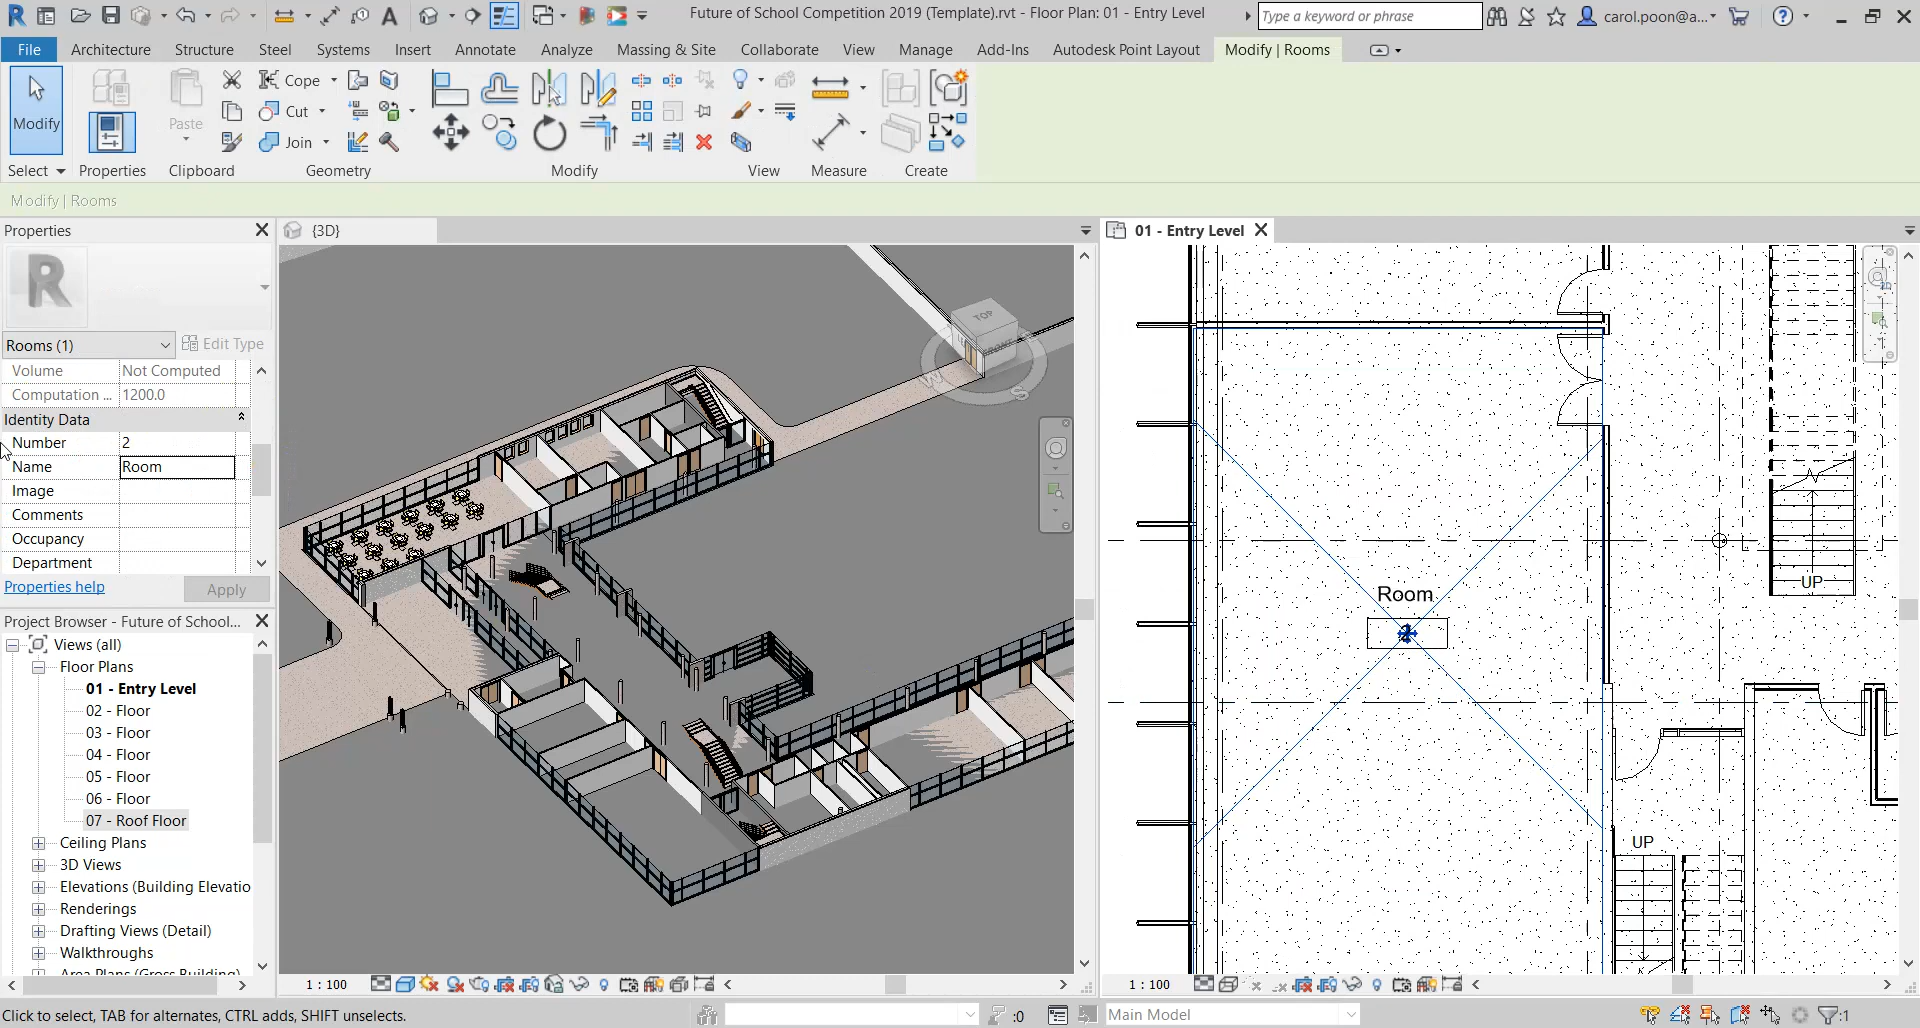 Future of School Competition 2019 (Template).rvt - Floor Plan: 01 - Entry Level
Type a keyword or phrase
carol.poon@a...
File
Architecture
Structure
Steel
Systems
Insert
Annotate
Analyze
Massing & Site
Collaborate
View
Manage
Add-Ins
Autodesk Point Layout
Modify | Rooms
Modify
Paste
Cope
Cut
Join
Select
Properties
Clipboard
Geometry
Modify
View
Measure
Create
Modify | Rooms
Properties
{3D}
01 - Entry Level
Rooms (1)
Edit Type
Volume
Not Computed
Computation ...
1200.0
Identity Data
Number
2
Name
Room
Image
Comments
Occupancy
Department
Properties help
Apply
Project Browser - Future of School...
Views (all)
Floor Plans
01 - Entry Level
02 - Floor
03 - Floor
04 - Floor
05 - Floor
06 - Floor
07 - Roof Floor
Ceiling Plans
3D Views
Elevations (Building Elevatio
Renderings
Drafting Views (Detail)
Walkthroughs
Area Plans (Gross Building)
TOP
FRONT
W
S
Room
UP
UP
1 : 100
1 : 100
Click to select, TAB for alternates, CTRL adds, SHIFT unselects.
:0
Main Model
:1